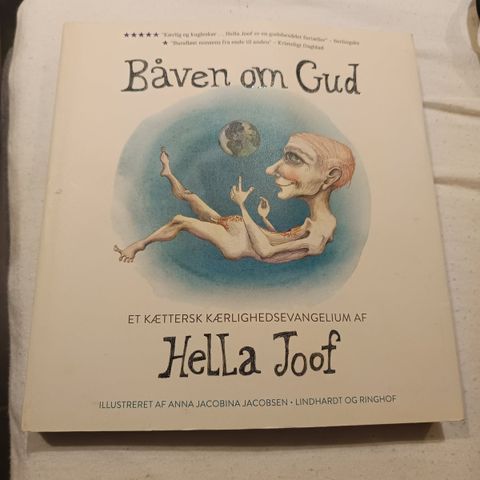 ★★★★★ "Kærlig og kuglesker . . . Hella Joof er en gudsbenådet fortæller" – Berlingske
★ "Bundløst nonsens fra ende til anden" – Kristeligt Dagblad
Båven om Gud
ET KÆTTERSK KÆRLIGHEDSEVANGELIUM AF
Hella Joof
ILLUSTRERET AF ANNA JACOBINA JACOBSEN • LINDHARDT OG RINGHOF